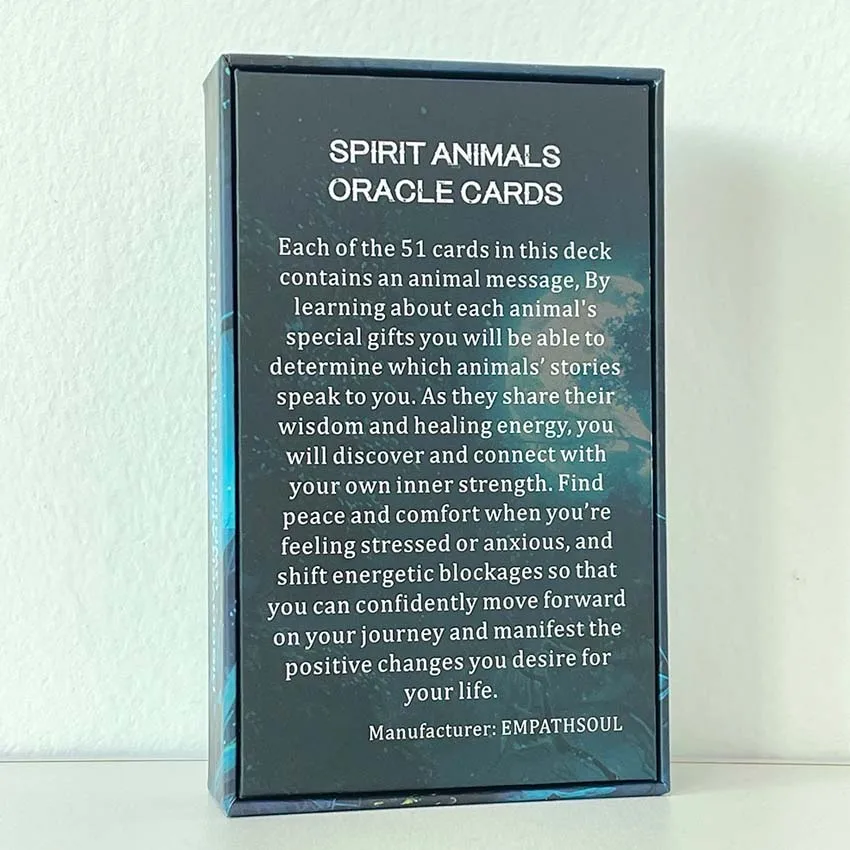 SPIRIT ANIMALS
ORACLE CARDS
Each of the 51 cards in this deck
contains an animal message, By
learning about each animal's
special gifts you will be able to
determine which animals’ stories
speak to you. As they share their
wisdom and healing energy, you
will discover and connect with
your own inner strength. Find
peace and comfort when you’re
feeling stressed or anxious, and
shift energetic blockages so that
you can confidently move forward
on your journey and manifest the
positive changes you desire for
your life.
Manufacturer: EMPATHSOUL